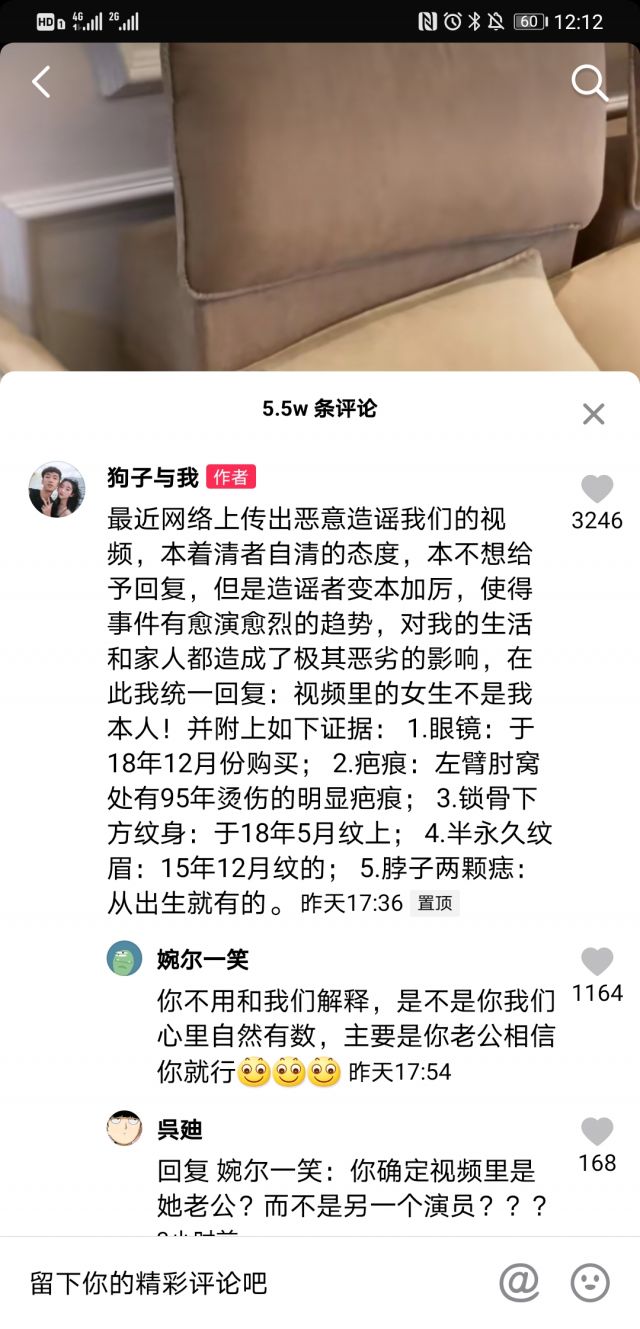 HD 1 4G 2G 60 12:12
5.5w 条评论
狗子与我 作者
最近网络上传出恶意造谣我们的视
频，本着清者自清的态度，本不想给
予回复，但是造谣者变本加厉，使得
事件有愈演愈烈的趋势，对我的生活
和家人都造成了极其恶劣的影响，在
此我统一回复：视频里的女生不是我
本人！并附上如下证据： 1.眼镜：于
18年12月份购买； 2.疤痕：左臂肘窝
处有95年烫伤的明显疤痕； 3.锁骨下
方纹身：于18年5月纹上； 4.半永久纹
眉：15年12月纹的； 5.脖子两颗痣：
从出生就有的。昨天17:36 置顶
3246
婉尔一笑
你不用和我们解释，是不是你我们
心里自然有数，主要是你老公相信
你就行 昨天17:54
1164
吳廸
回复 婉尔一笑：你确定视频里是
她老公？而不是另一个演员？？？
168
留下你的精彩评论吧